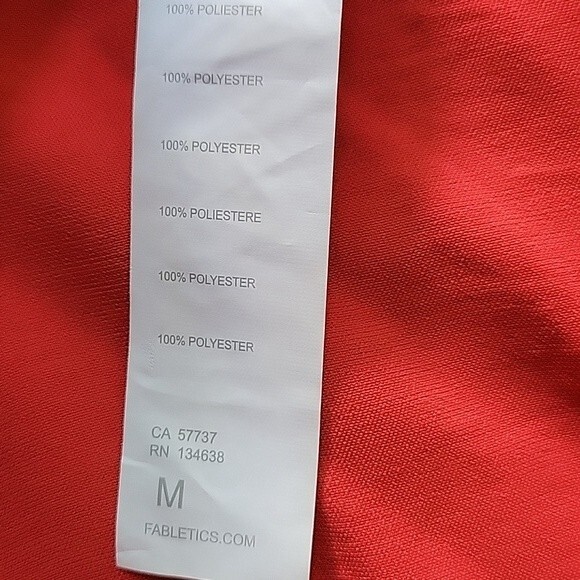 100% POLIESTER
100% POLYESTER
100% POLYESTER
100% POLIESTERE
100% POLYESTER
100% POLYESTER
CA 57737
RN 134638
M
FABLETICS.COM